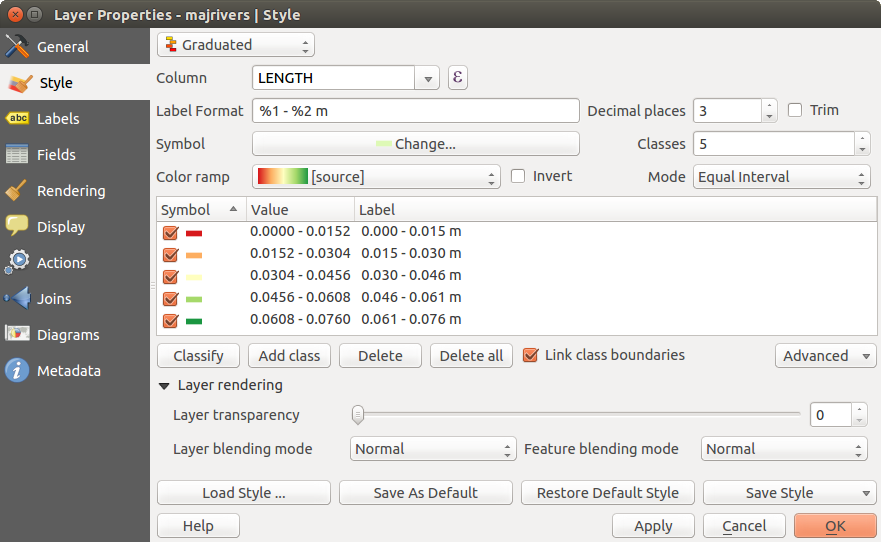 Layer Properties - majrivers | Style
General
Style
abc Labels
Fields
Rendering
Display
Actions
Joins
Diagrams
Metadata
Graduated
Column LENGTH ε
Label Format %1 - %2 m Decimal places 3 Trim
Symbol Change... Classes 5
Color ramp [source] Invert Mode Equal Interval
Symbol Value Label
0.0000 - 0.0152 0.000 - 0.015 m
0.0152 - 0.0304 0.015 - 0.030 m
0.0304 - 0.0456 0.030 - 0.046 m
0.0456 - 0.0608 0.046 - 0.061 m
0.0608 - 0.0760 0.061 - 0.076 m
Classify Add class Delete Delete all Link class boundaries Advanced
Layer rendering
Layer transparency 0
Layer blending mode Normal Feature blending mode Normal
Load Style ... Save As Default Restore Default Style Save Style
Help Apply Cancel OK